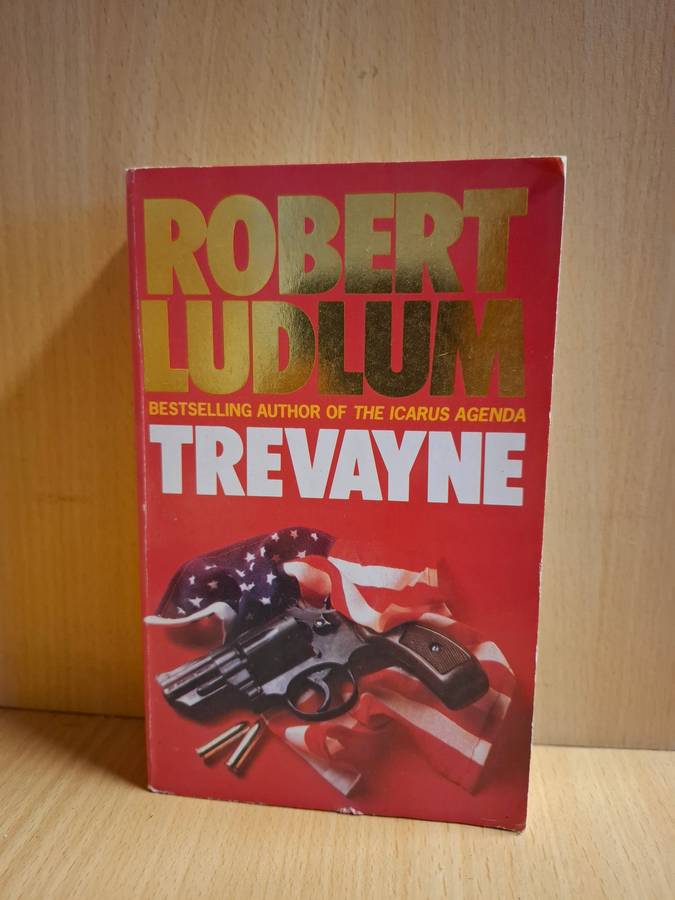 ROBERT
LUDLUM
BESTSELLING AUTHOR OF THE ICARUS AGENDA
TREVAYNE